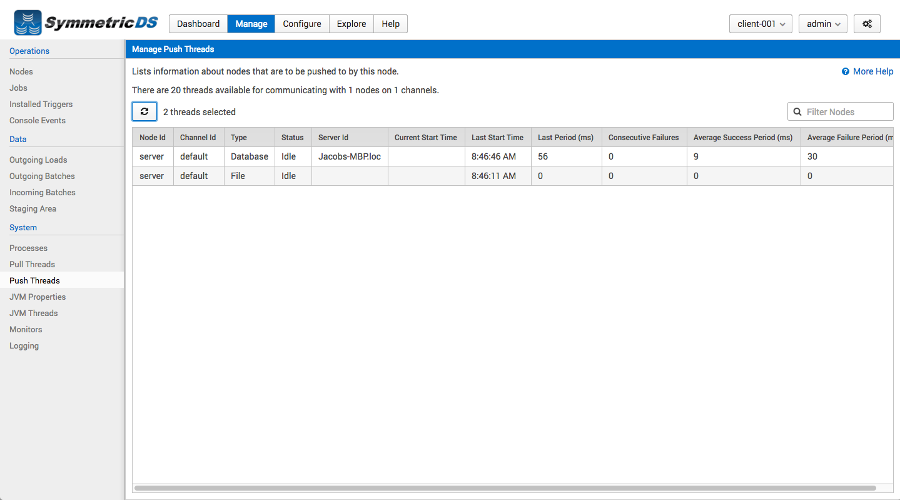 SymmetricDS
Dashboard Manage Configure Explore Help
client-001 admin
Operations
Nodes
Jobs
Installed Triggers
Console Events
Data
Outgoing Loads
Outgoing Batches
Incoming Batches
Staging Area
System
Processes
Pull Threads
Push Threads
JVM Properties
JVM Threads
Monitors
Logging
Manage Push Threads
Lists information about nodes that are to be pushed to by this node.
More Help
There are 20 threads available for communicating with 1 nodes on 1 channels.
2 threads selected
Filter Nodes
Node Id Channel Id Type Status Server Id Current Start Time Last Start Time Last Period (ms) Consecutive Failures Average Success Period (ms) Average Failure Period (m
server default Database Idle Jacobs-MBP.loc 8:46:46 AM 56 0 9 30
server default File Idle 8:46:11 AM 0 0 0 0